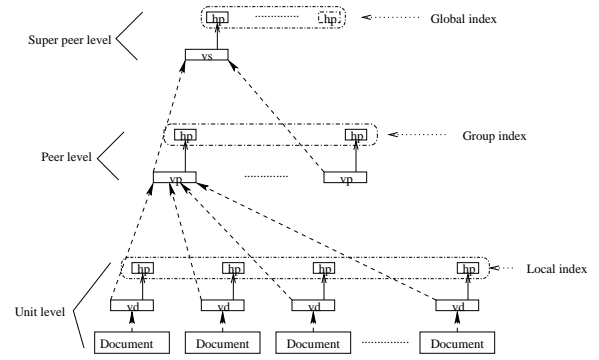 hp hp Global index
Super peer level
vs
hp hp Group index
Peer level
vp vp
hp hp hp hp Local index
Unit level
vd vd vd vd
Document Document Document Document